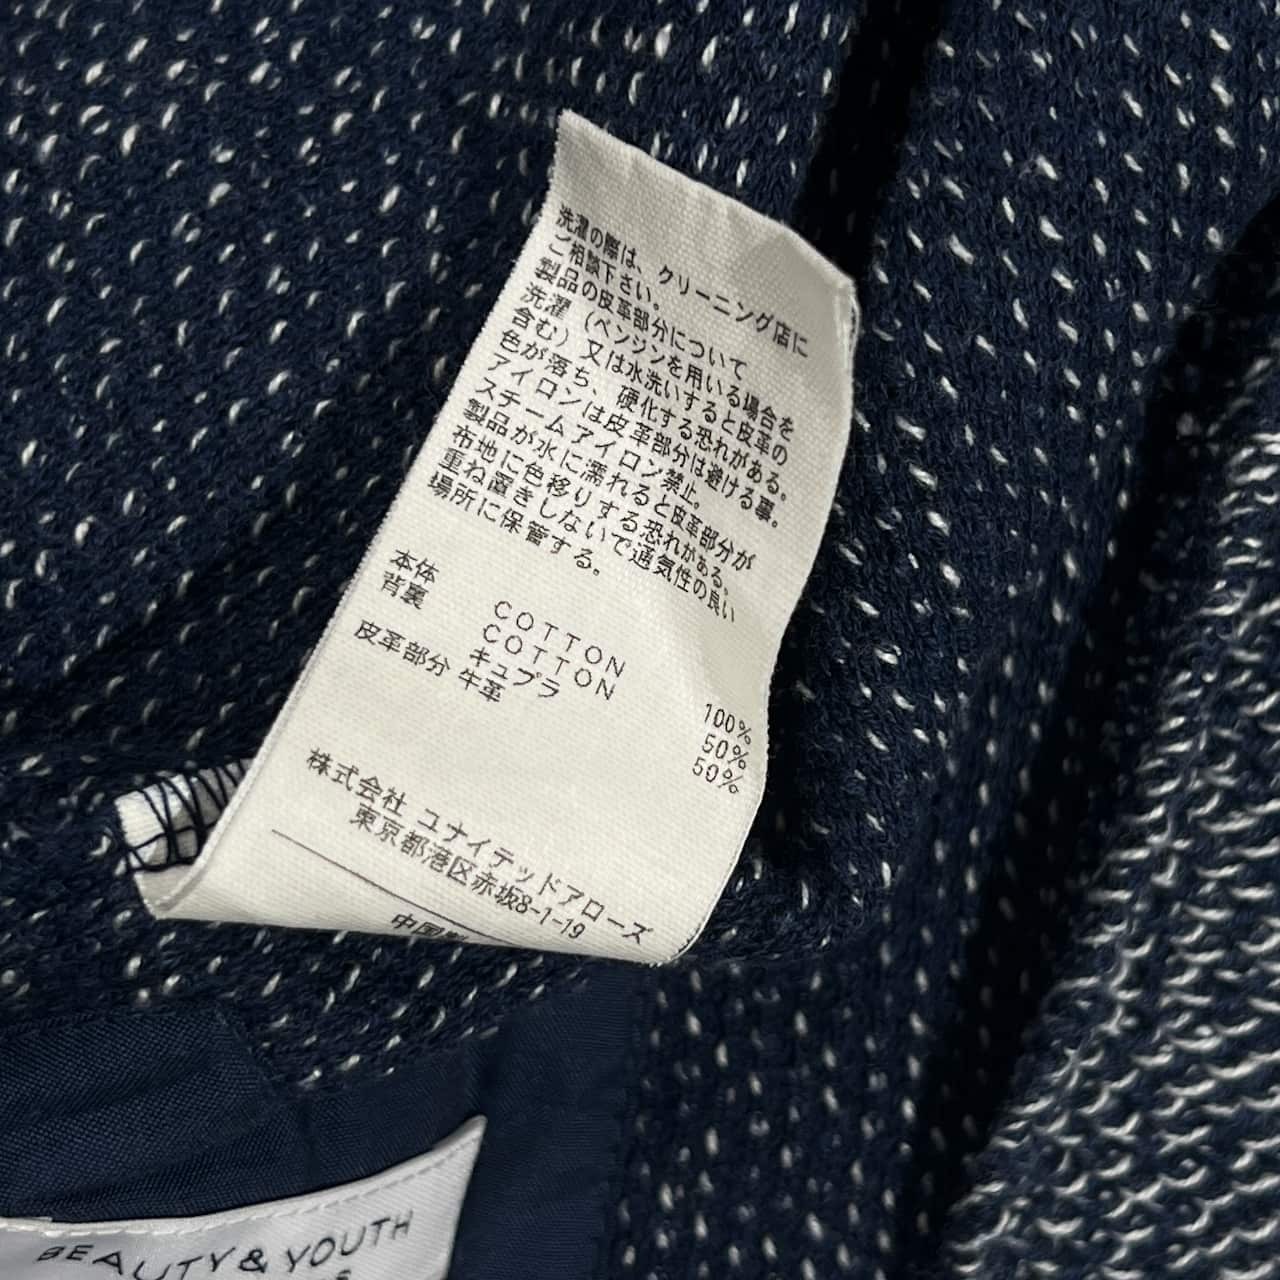 洗濯の際は、クリーニング店に
ご相談下さい。
製品の皮革部分について
洗濯（ベンジンを用いる場合を
含む）又は水洗いすると皮革の
色が落ち、硬化する恐れがある。
アイロンは皮革部分は避ける事。
スチームアイロン禁止。
製品が水に濡れると皮革部分が
布地に色移りする恐れがある。
重ね置きしないで通気性の良い
場所に保管する。
本体 COTTON 100%
背裏 COTTON 50%
キュプラ 50%
皮革部分 牛革
株式会社 ユナイテッドアローズ
東京都港区赤坂8-1-19
中国製
BEAUTY & YOUTH